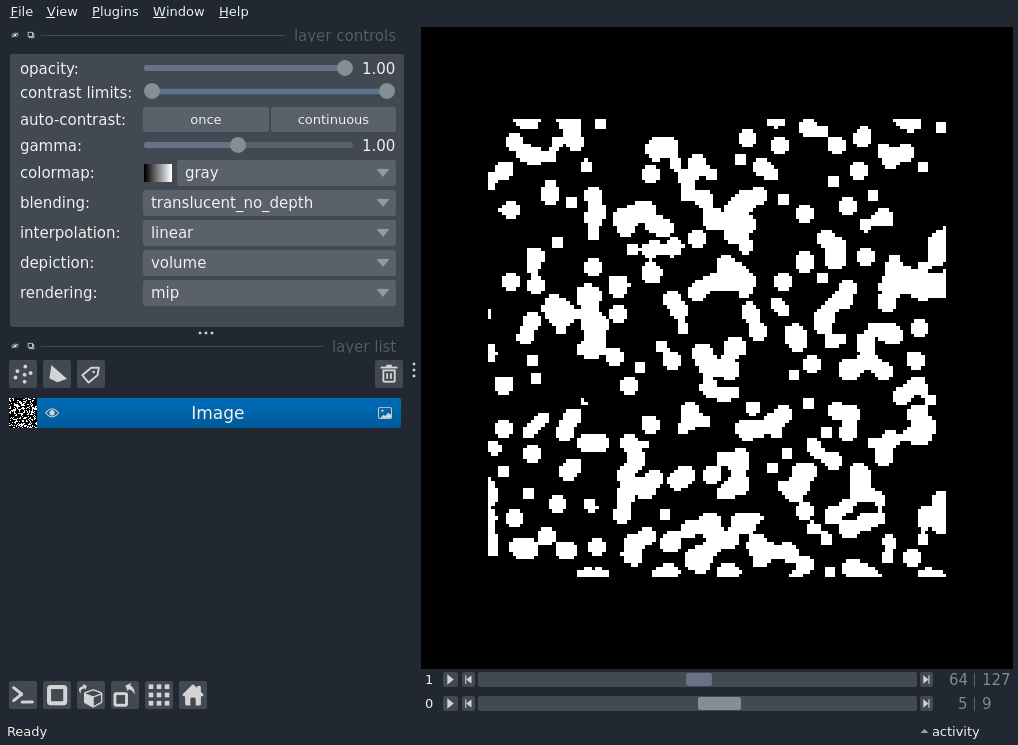 File View Plugins Window Help
layer controls
opacity: 1.00
contrast limits:
auto-contrast: once continuous
gamma: 1.00
colormap: gray
blending: translucent_no_depth
interpolation: linear
depiction: volume
rendering: mip
layer list
Image
1 64 | 127
0 5 | 9
Ready activity